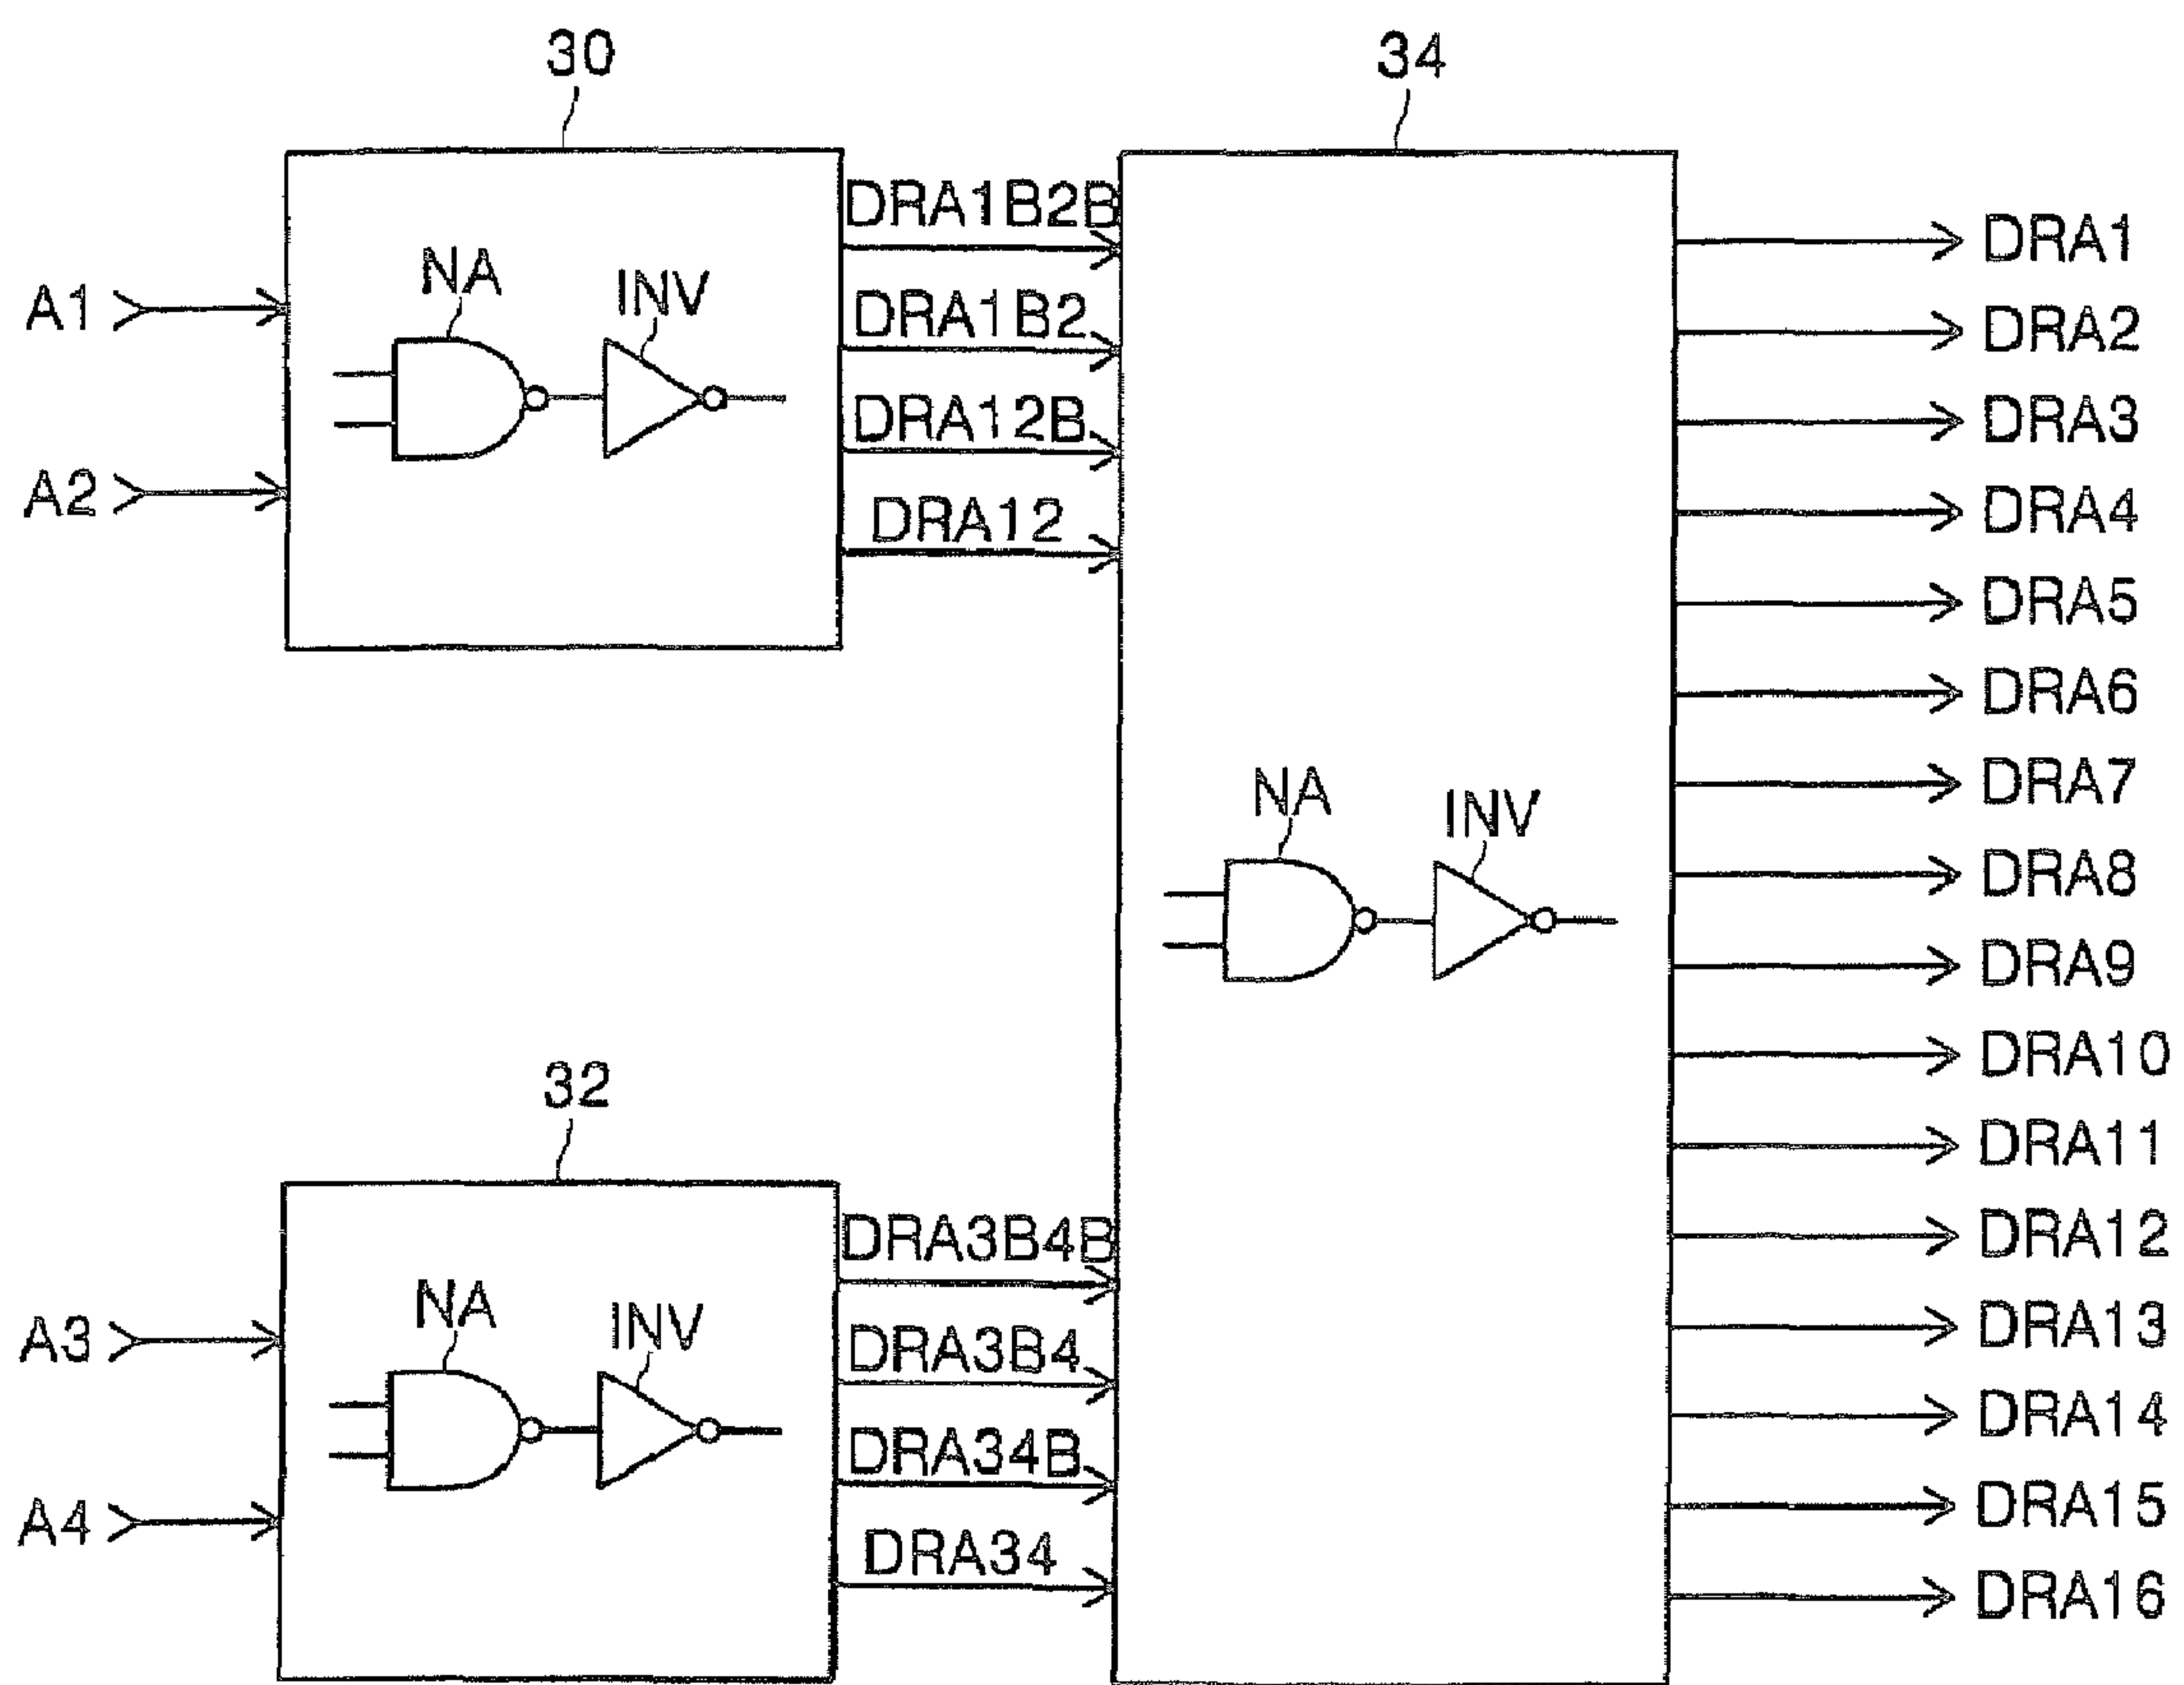 30
34
DRA1B2B
DRA1
NA
INV
A1
DRA1B2
DRA2
DRA12B
DRA3
A2
DRA12
DRA4
DRA5
DRA6
NA
INV
DRA7
DRA8
DRA9
DRA10
32
DRA11
DRA3B4B
DRA12
NA
INV
A3
DRA3B4
DRA13
DRA34B
DRA14
A4
DRA34
DRA15
DRA16